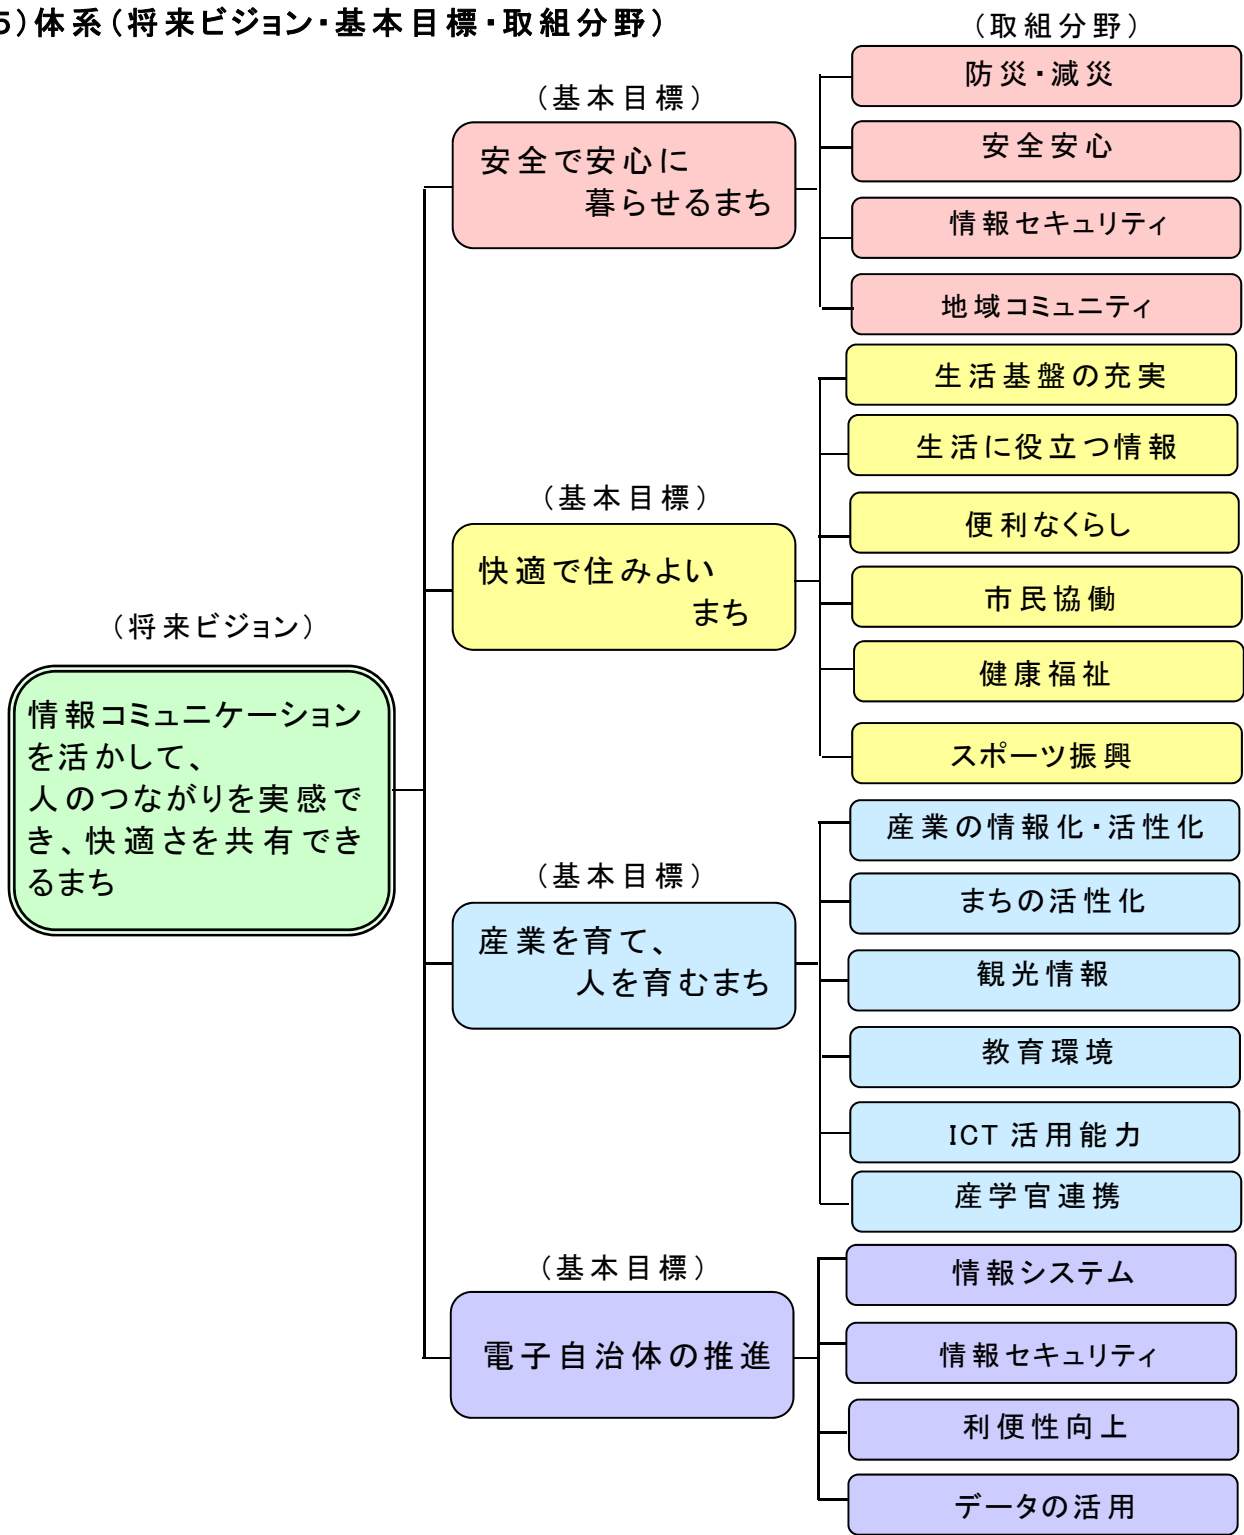 5)体系(将来ビジョン・基本目標・取組分野)
(取組分野)
(将来ビジョン)
情報コミュニケーション
を活かして、
人のつながりを実感で
き、快適さを共有でき
るまち
(基本目標)
安全で安心に
暮らせるまち
防災・減災
安全安心
情報セキュリティ
地域コミュニティ
(基本目標)
快適で住みよい
まち
生活基盤の充実
生活に役立つ情報
便利なくらし
市民協働
健康福祉
スポーツ振興
(基本目標)
産業を育て、
人を育むまち
産業の情報化・活性化
まちの活性化
観光情報
教育環境
ICT 活用能力
産学官連携
(基本目標)
電子自治体の推進
情報システム
情報セキュリティ
利便性向上
データの活用